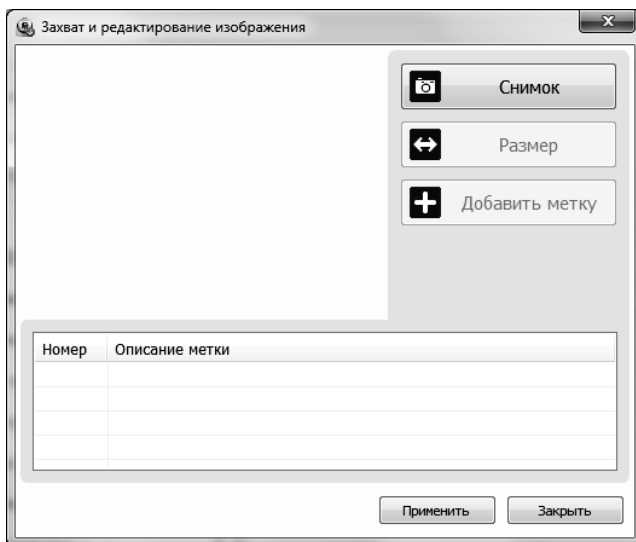 Захват и редактирование изображения
Снимок
Размер
Добавить метку
Номер Описание метки
Применить Закрыть